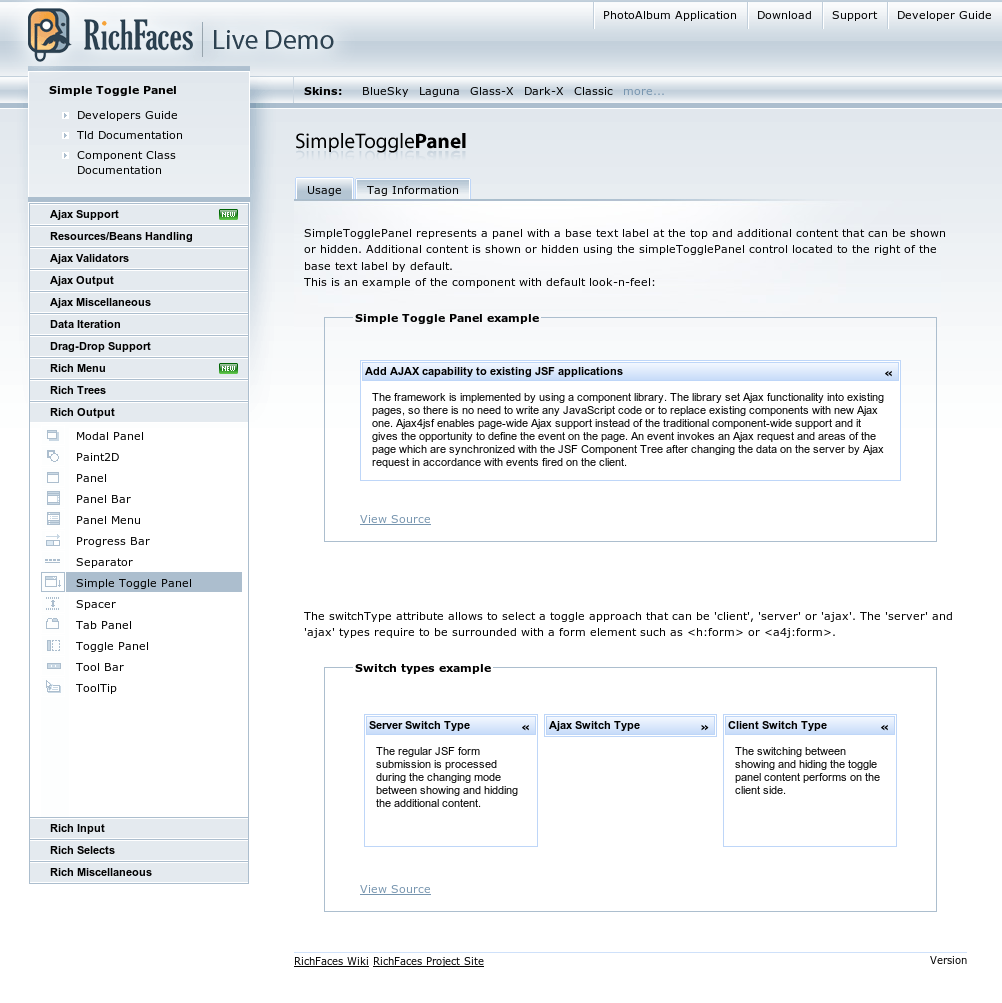 RichFaces Live Demo
PhotoAlbum Application
Download
Support
Developer Guide
Skins: BlueSky Laguna Glass-X Dark-X Classic more...
Simple Toggle Panel
Developers Guide
Tld Documentation
Component Class
Documentation
Ajax Support NEW
Resources/Beans Handling
Ajax Validators
Ajax Output
Ajax Miscellaneous
Data Iteration
Drag-Drop Support
Rich Menu NEW
Rich Trees
Rich Output
Modal Panel
Paint2D
Panel
Panel Bar
Panel Menu
Progress Bar
Separator
Simple Toggle Panel
Spacer
Tab Panel
Toggle Panel
Tool Bar
ToolTip
Rich Input
Rich Selects
Rich Miscellaneous
SimpleTogglePanel
Usage
Tag Information
SimpleTogglePanel represents a panel with a base text label at the top and additional content that can be shown
or hidden. Additional content is shown or hidden using the simpleTogglePanel control located to the right of the
base text label by default.
This is an example of the component with default look-n-feel:
Simple Toggle Panel example
Add AJAX capability to existing JSF applications «
The framework is implemented by using a component library. The library set Ajax functionality into existing
pages, so there is no need to write any JavaScript code or to replace existing components with new Ajax
one. Ajax4jsf enables page-wide Ajax support instead of the traditional component-wide support and it
gives the opportunity to define the event on the page. An event invokes an Ajax request and areas of the
page which are synchronized with the JSF Component Tree after changing the data on the server by Ajax
request in accordance with events fired on the client.
View Source
The switchType attribute allows to select a toggle approach that can be 'client', 'server' or 'ajax'. The 'server' and
'ajax' types require to be surrounded with a form element such as <h:form> or <a4j:form>.
Switch types example
Server Switch Type «
The regular JSF form
submission is processed
during the changing mode
between showing and hidding
the additional content.
Ajax Switch Type »
Client Switch Type «
The switching between
showing and hiding the toggle
panel content performs on the
client side.
View Source
RichFaces Wiki RichFaces Project Site
Version